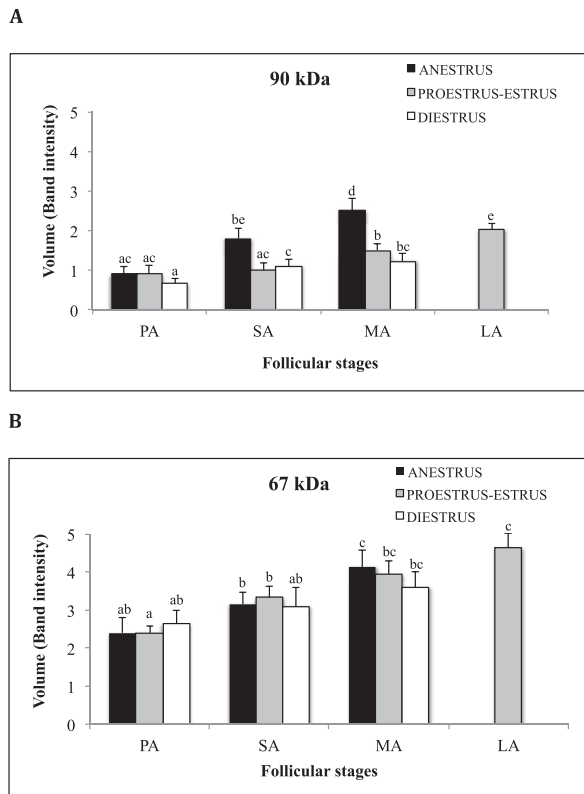 A
90 kDa
ANESTRUS
PROESTRUS-ESTRUS
DIESTRUS
Volume (Band intensity)
5
4
3
2
1
0
ac ac a
be ac c
d b bc
e
PA SA MA LA
Follicular stages
B
67 kDa
ANESTRUS
PROESTRUS-ESTRUS
DIESTRUS
Volume (Band intensity)
5
4
3
2
1
0
ab a ab
b b ab
c bc bc
c
PA SA MA LA
Follicular stages